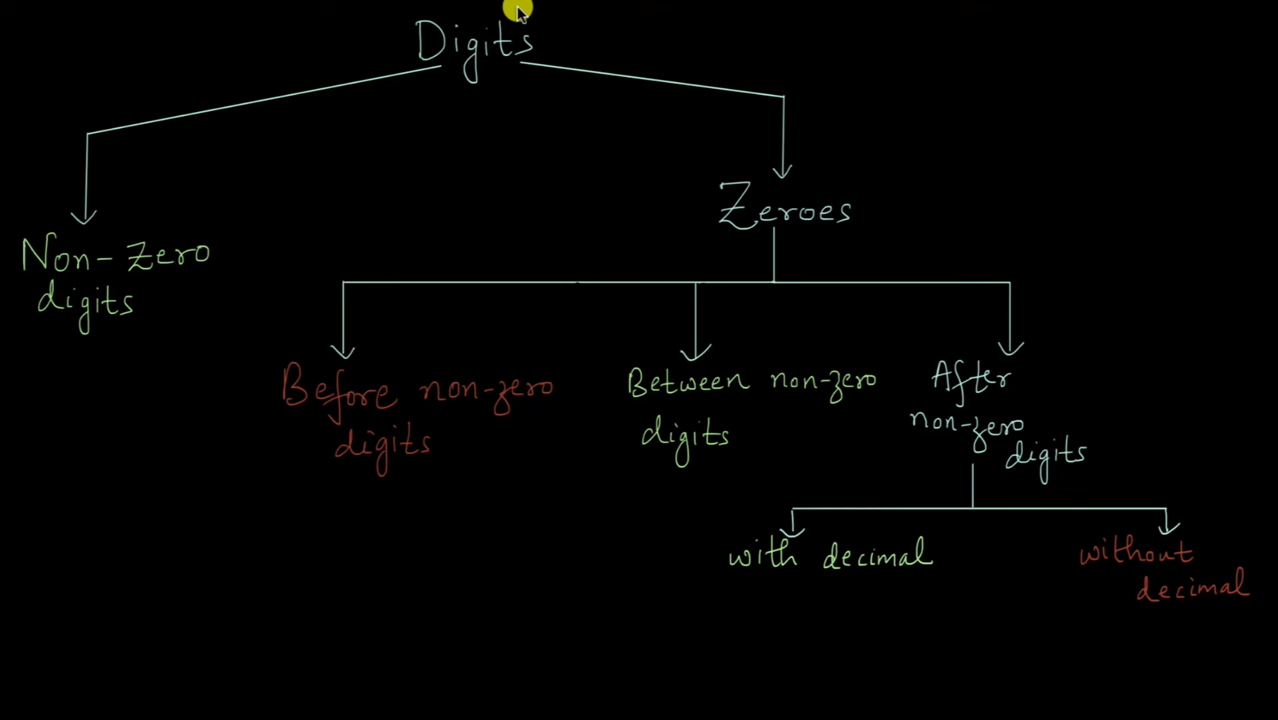 Digits
Zeroes
Non-Zero
digits
Before non-zero
digits
Between non-zero
digits
After
non-zero
digits
with decimal
without
decimal